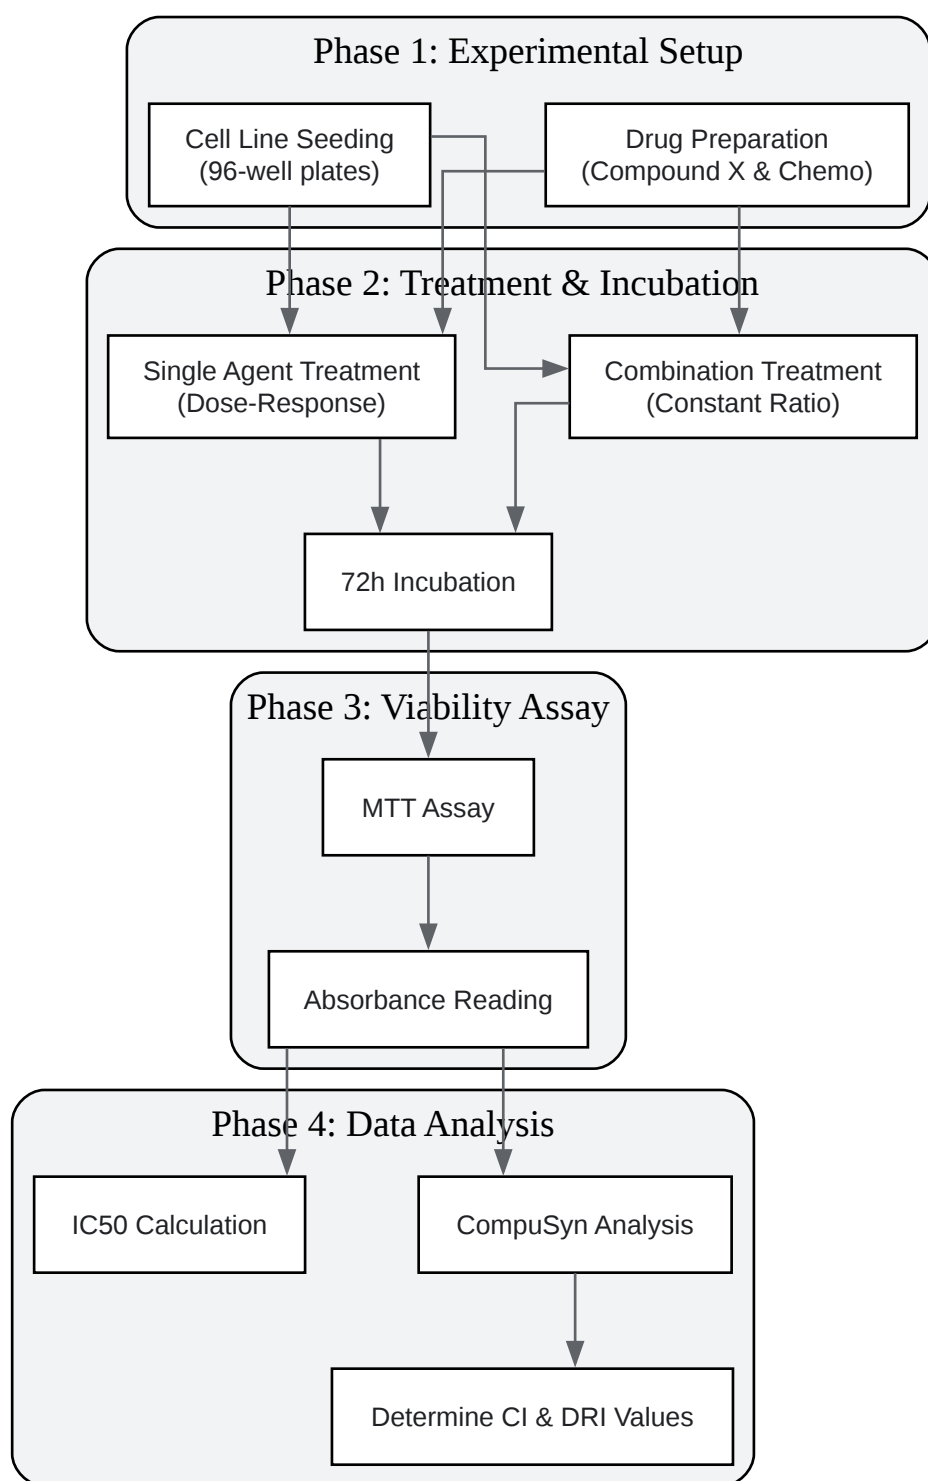 Phase 1: Experimental Setup
Cell Line Seeding
(96-well plates)
Drug Preparation
(Compound X & Chemo)
Phase 2: Treatment & Incubation
Single Agent Treatment
(Dose-Response)
Combination Treatment
(Constant Ratio)
72h Incubation
Phase 3: Viability Assay
MTT Assay
Absorbance Reading
Phase 4: Data Analysis
IC50 Calculation
CompuSyn Analysis
Determine CI & DRI Values